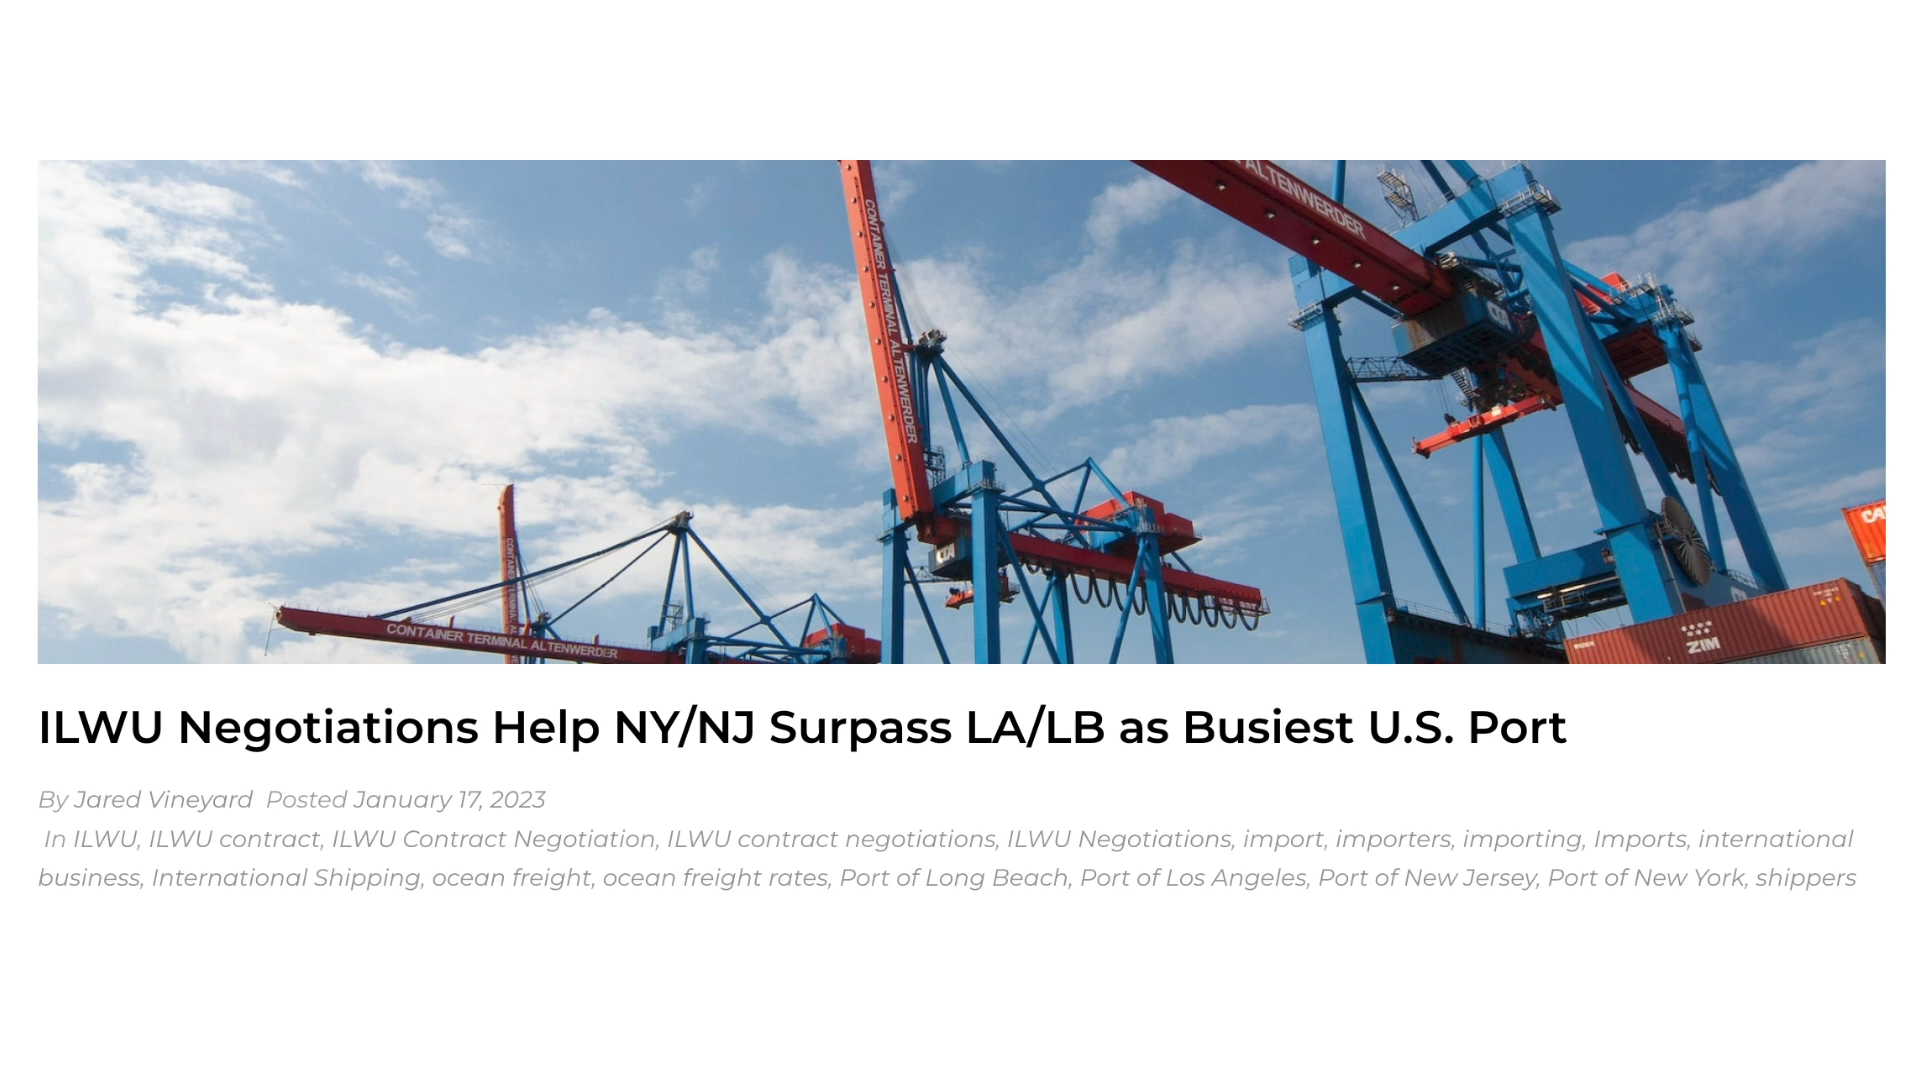 ALTENWERDER
CONTAINER TERMINAL ALTENWERDER
CTA
CTA
CONTAINER TERMINAL ALTENWERDER
ZIM
ILWU Negotiations Help NY/NJ Surpass LA/LB as Busiest U.S. Port
By Jared Vineyard Posted January 17, 2023
In ILWU, ILWU contract, ILWU Contract Negotiation, ILWU contract negotiations, ILWU Negotiations, import, importers, importing, Imports, international
business, International Shipping, ocean freight, ocean freight rates, Port of Long Beach, Port of Los Angeles, Port of New Jersey, Port of New York, shippers